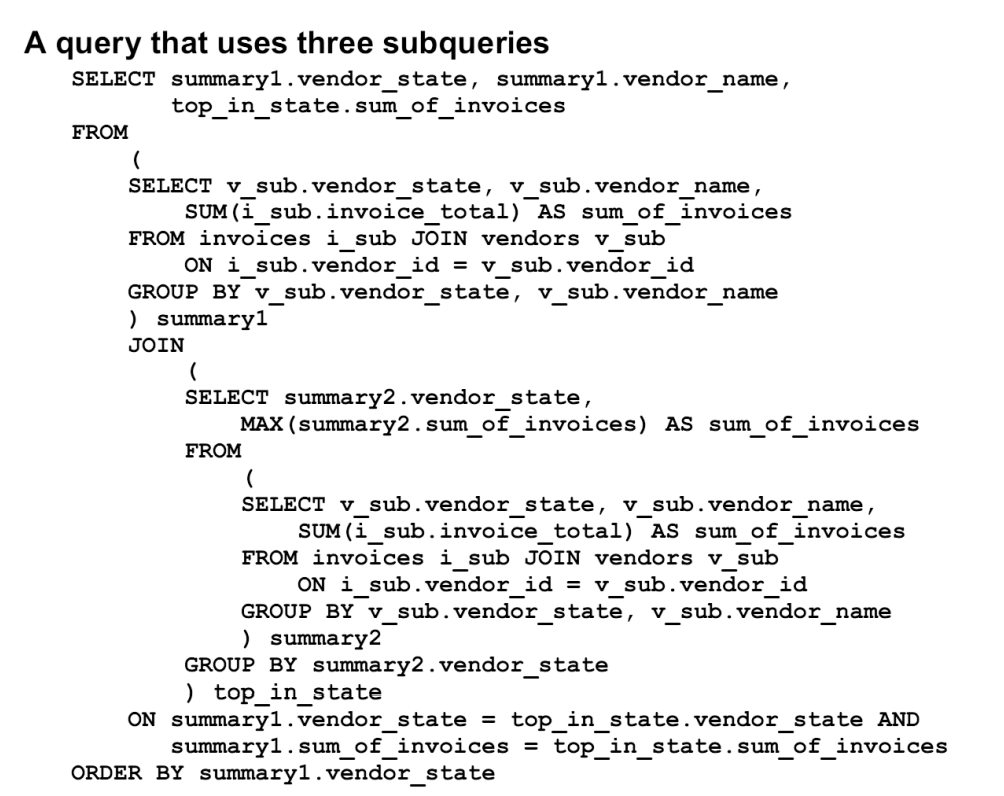 A query that uses three subqueries
SELECT summary1.vendor_state, summary1.vendor_name,
top_in_state.sum_of_invoices
FROM
(
SELECT v_sub.vendor_state, v_sub.vendor_name,
SUM(i_sub.invoice_total) AS sum_of_invoices
FROM invoices i_sub JOIN vendors v_sub
ON i_sub.vendor_id = v_sub.vendor_id
GROUP BY v_sub.vendor_state, v_sub.vendor_name
) summary1
JOIN
(
SELECT summary2.vendor_state,
MAX(summary2.sum_of_invoices) AS sum_of_invoices
FROM
(
SELECT v_sub.vendor_state, v_sub.vendor_name,
SUM(i_sub.invoice_total) AS sum_of_invoices
FROM invoices i_sub JOIN vendors v_sub
ON i_sub.vendor_id = v_sub.vendor_id
GROUP BY v_sub.vendor_state, v_sub.vendor_name
) summary2
GROUP BY summary2.vendor_state
) top_in_state
ON summary1.vendor_state = top_in_state.vendor_state AND
summary1.sum_of_invoices = top_in_state.sum_of_invoices
ORDER BY summary1.vendor_state